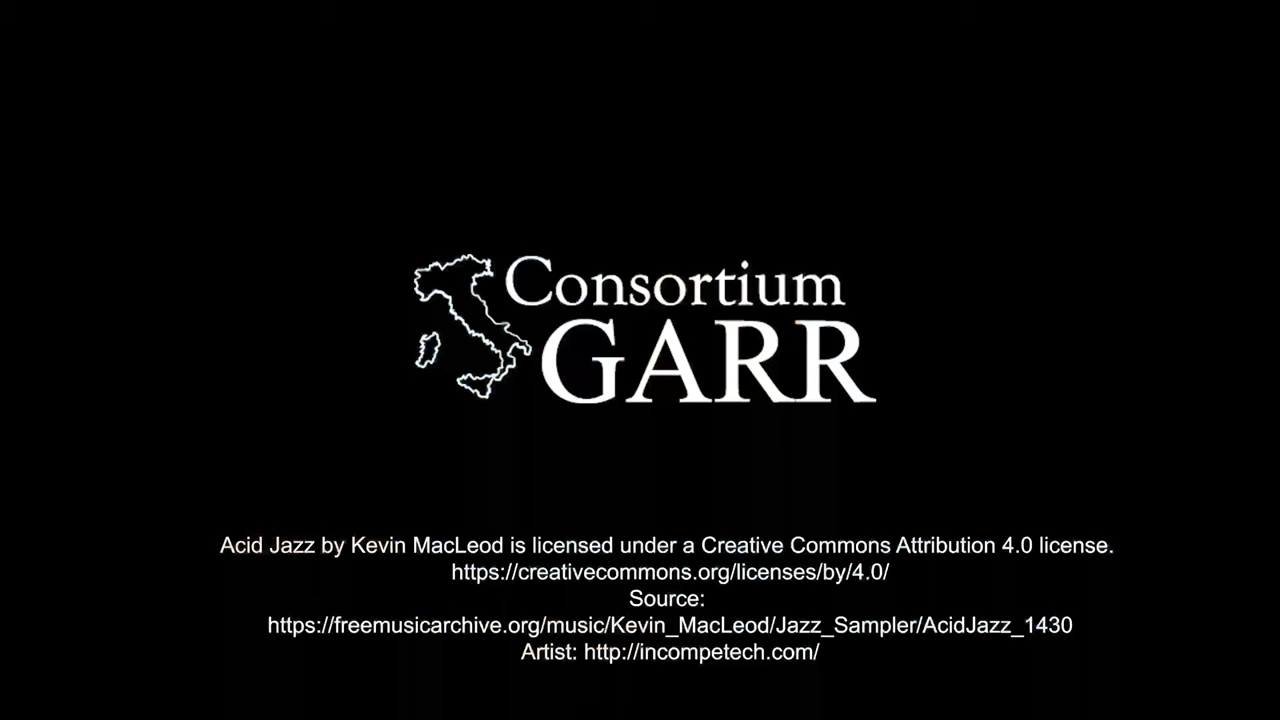 Consortium
GARR
Acid Jazz by Kevin MacLeod is licensed under a Creative Commons Attribution 4.0 license.
https://creativecommons.org/licenses/by/4.0/
Source:
https://freemusicarchive.org/music/Kevin_MacLeod/Jazz_Sampler/AcidJazz_1430
Artist: http://incompetech.com/